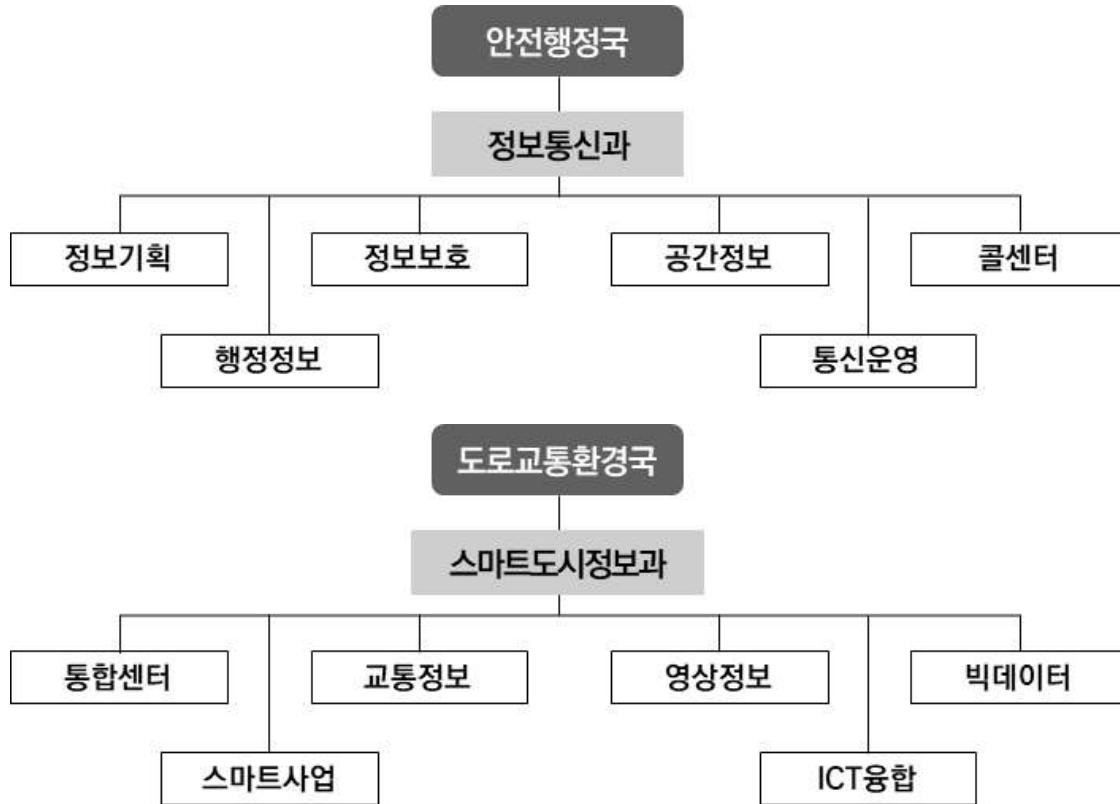 안전행정국
정보통신과
정보기획
정보보호
공간정보
콜센터
행정정보
통신운영
도로교통환경국
스마트도시정보과
통합센터
교통정보
영상정보
빅데이터
스마트사업
ICT융합